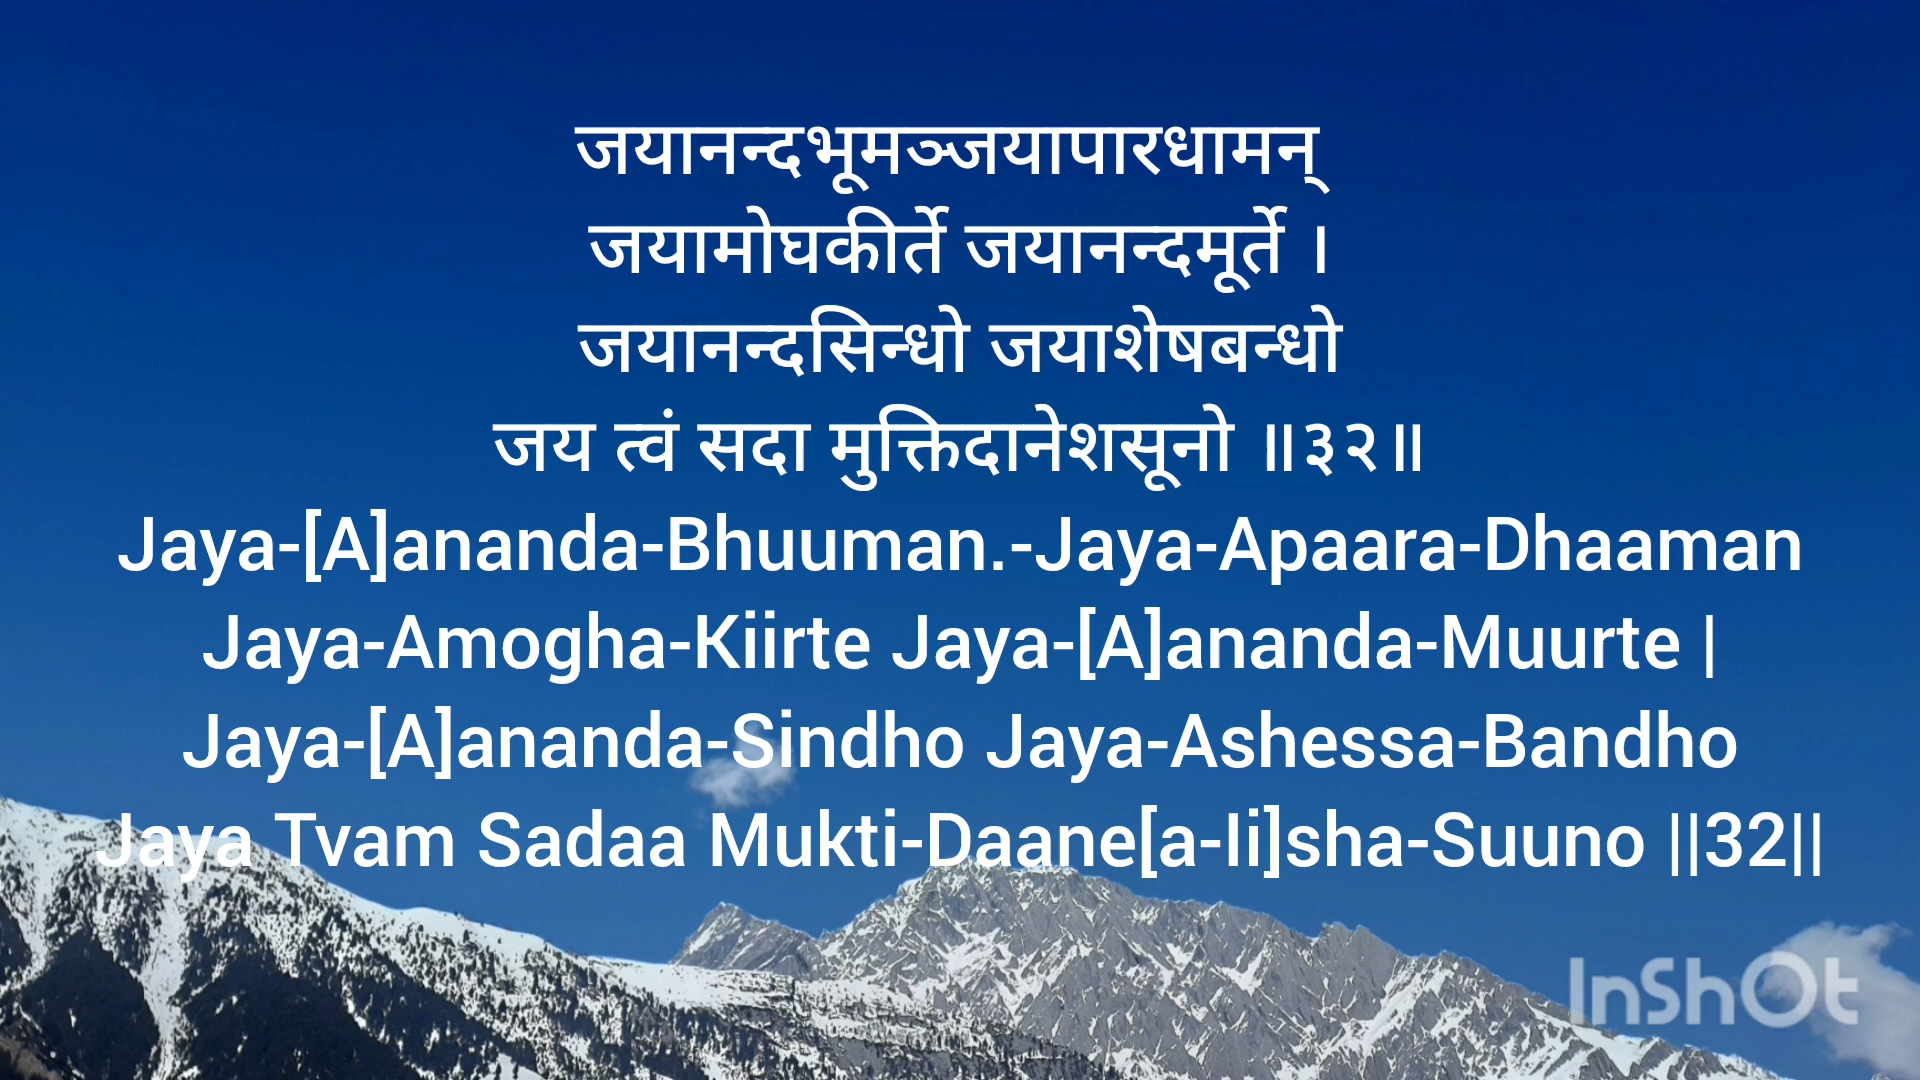 जयानन्दभूमञ्जयापारधामन्
जयामोघकीर्ते जयानन्दमूर्ते ।
जयानन्दसिन्धो जयाशेषबन्धो
जय त्वं सदा मुक्तिदानेशसूनो ॥३२॥
Jaya-[A]ananda-Bhuuman.-Jaya-Apaara-Dhaaman
Jaya-Amogha-Kiirte Jaya-[A]ananda-Muurte |
Jaya-[A]ananda-Sindho Jaya-Ashessa-Bandho
Jaya Tvam Sadaa Mukti-Daane[a-Ii]sha-Suuno ||32||
InShOt